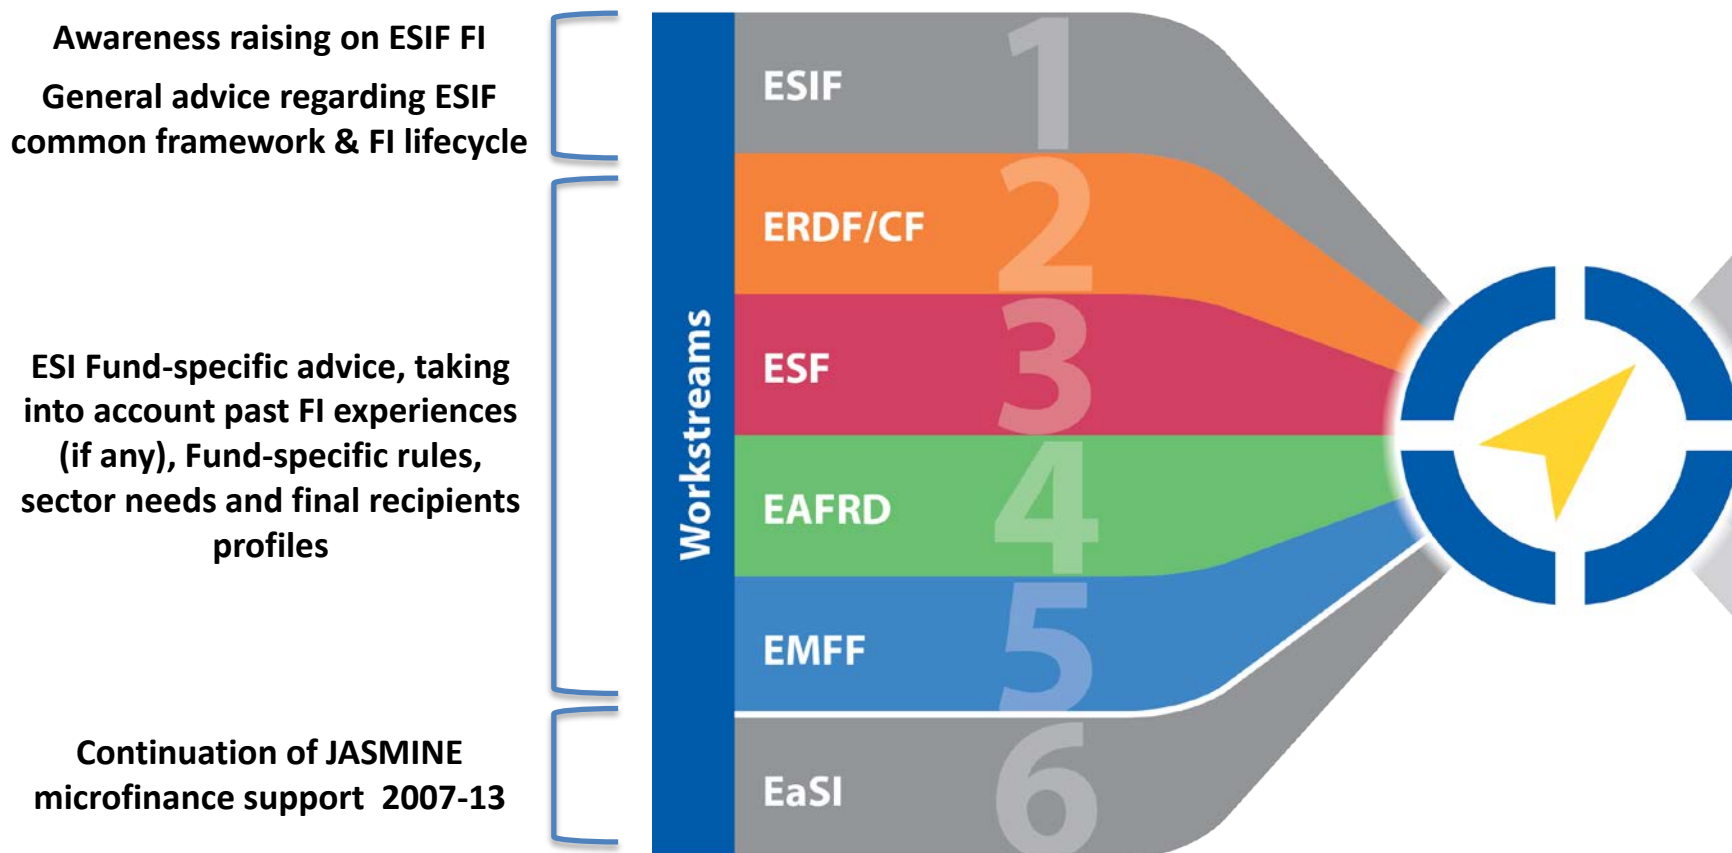 Awareness raising on ESIF FI
General advice regarding ESIF
common framework & FI lifecycle
ESI Fund-specific advice, taking
into account past FI experiences
(if any), Fund-specific rules,
sector needs and final recipients
profiles
Continuation of JASMINE
microfinance support 2007-13
Workstreams
ESIF 1
ERDF/CF 2
ESF 3
EAFRD 4
EMFF 5
EaSI 6